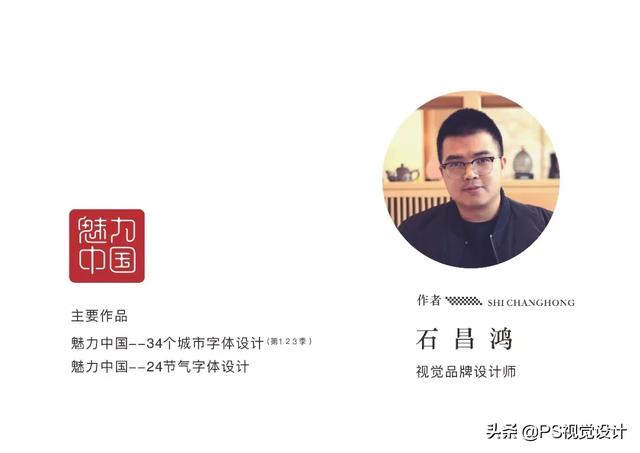 魅力
中国
主要作品
魅力中国--34个城市字体设计(第1.2.3季)
魅力中国--24节气字体设计
作者 SHI CHANGHONG
石昌鸿
视觉品牌设计师
头条 @PS视觉设计